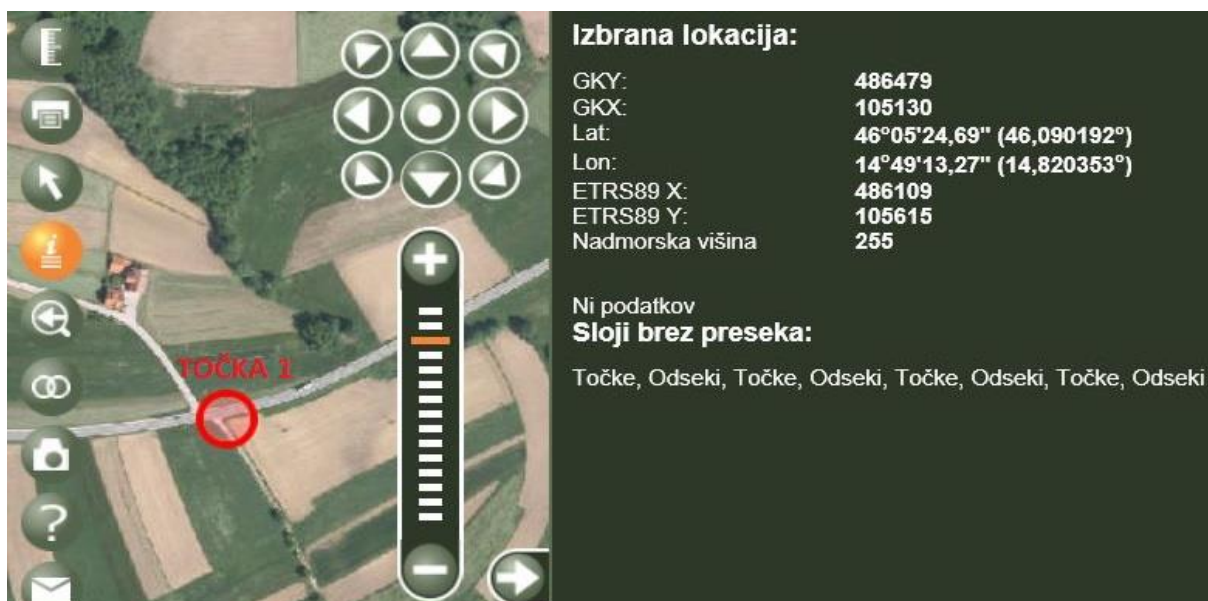 TOČKA 1
Izbrana lokacija:
GKY: 486479
GKX: 105130
Lat: 46°05'24,69" (46,090192°)
Lon: 14°49'13,27" (14,820353°)
ETRS89 X: 486109
ETRS89 Y: 105615
Nadmorska višina 255
Ni podatkov
Sloji brez preseka:
Točke, Odseki, Točke, Odseki, Točke, Odseki, Točke, Odseki